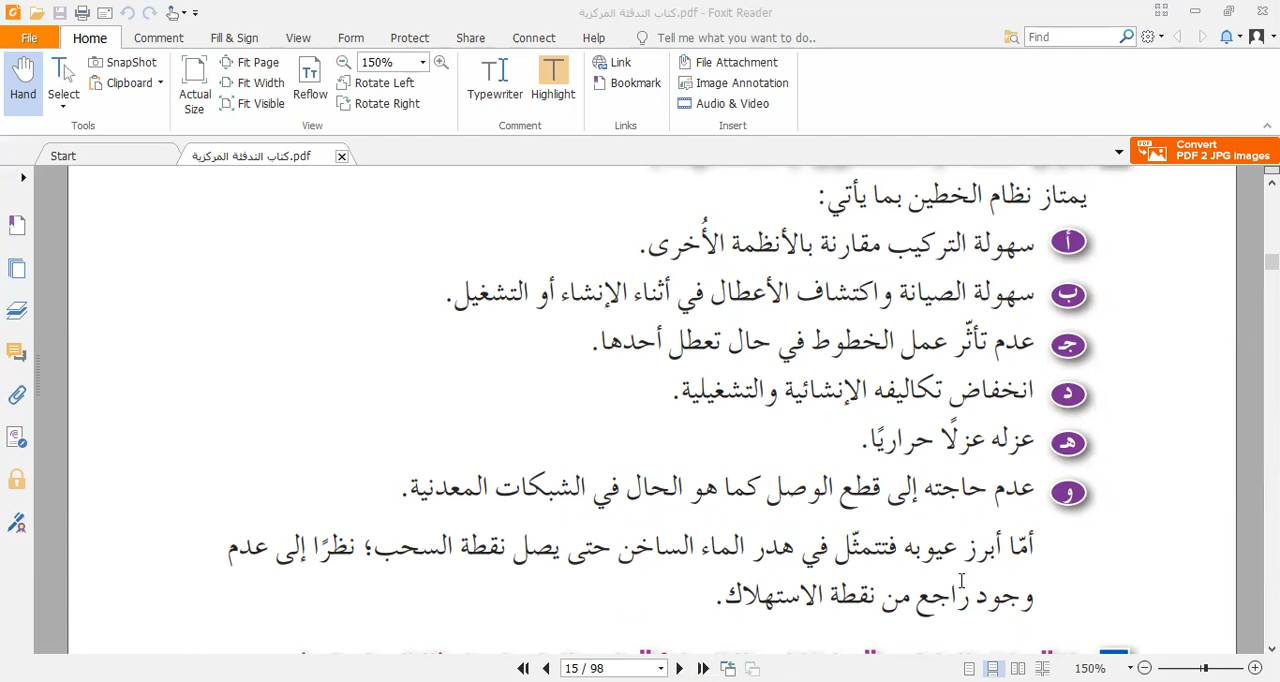 كتاب التدفئة المركزية.pdf - Foxit Reader
File Home Comment Fill & Sign View Form Protect Share Connect Help Tell me what you want to do.. Find
Hand
Select
SnapShot
Clipboard
Tools
Actual Size
Fit Page
Fit Width
Fit Visible
Reflow
150%
Rotate Left
Rotate Right
View
Typewriter
Highlight
Comment
Link
Bookmark
Links
File Attachment
Image Annotation
Audio & Video
Insert
Start
كتاب التدفئة المركزية.pdf
Convert
PDF 2 JPG Images
يمتاز نظام الخطين بما يأتي:
أ سهولة التركيب مقارنة بالأنظمة الأُخرى.
ب سهولة الصيانة واكتشاف الأعطال في أثناء الإنشاء أو التشغيل.
جـ عدم تأثّر عمل الخطوط في حال تعطل أحدها.
د انخفاض تكاليفه الإنشائية والتشغيلية.
هـ عزله عزلًا حراريًا.
و عدم حاجته إلى قطع الوصل كما هو الحال في الشبكات المعدنية.
أمّا أبرز عيوبه فتتمثّل في هدر الماء الساخن حتى يصل نقطة السحب؛ نظرًا إلى عدم
وجود راجع من نقطة الاستهلاك.
15 / 98
150%